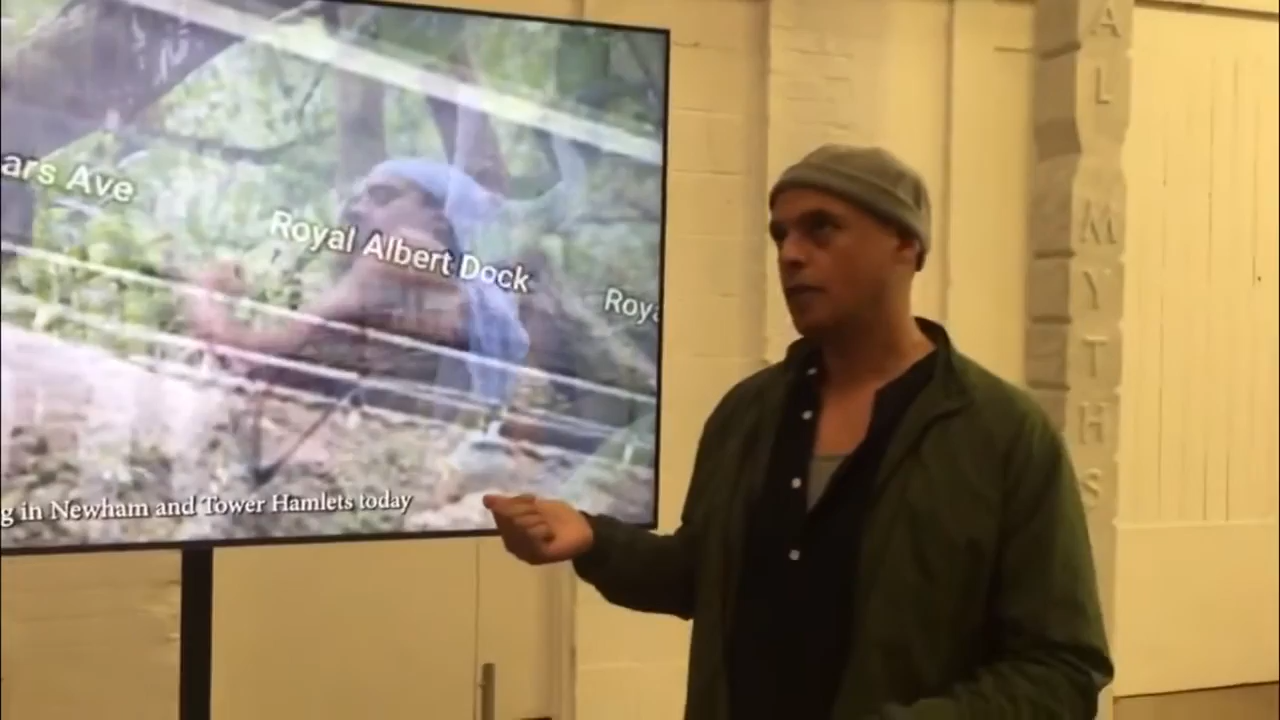 ars Ave
Royal Albert Dock
Roya
g in Newham and Tower Hamlets today
AL MYTHS